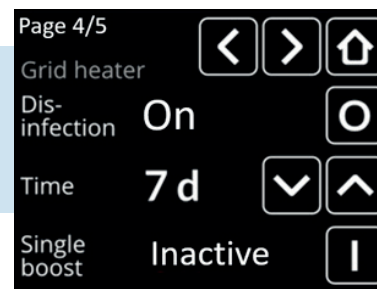 Page 4/5
Grid heater
Dis-
infection On O
Time 7 d
Single
boost Inactive I